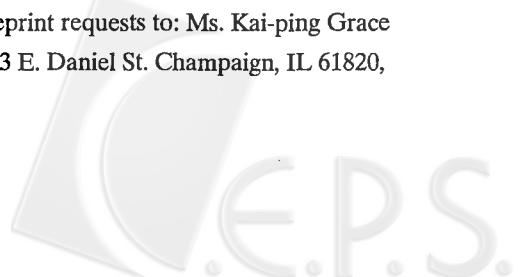 eprint requests to: Ms. Kai-ping Grace
3 E. Daniel St. Champaign, IL 61820,
.E.P.S.